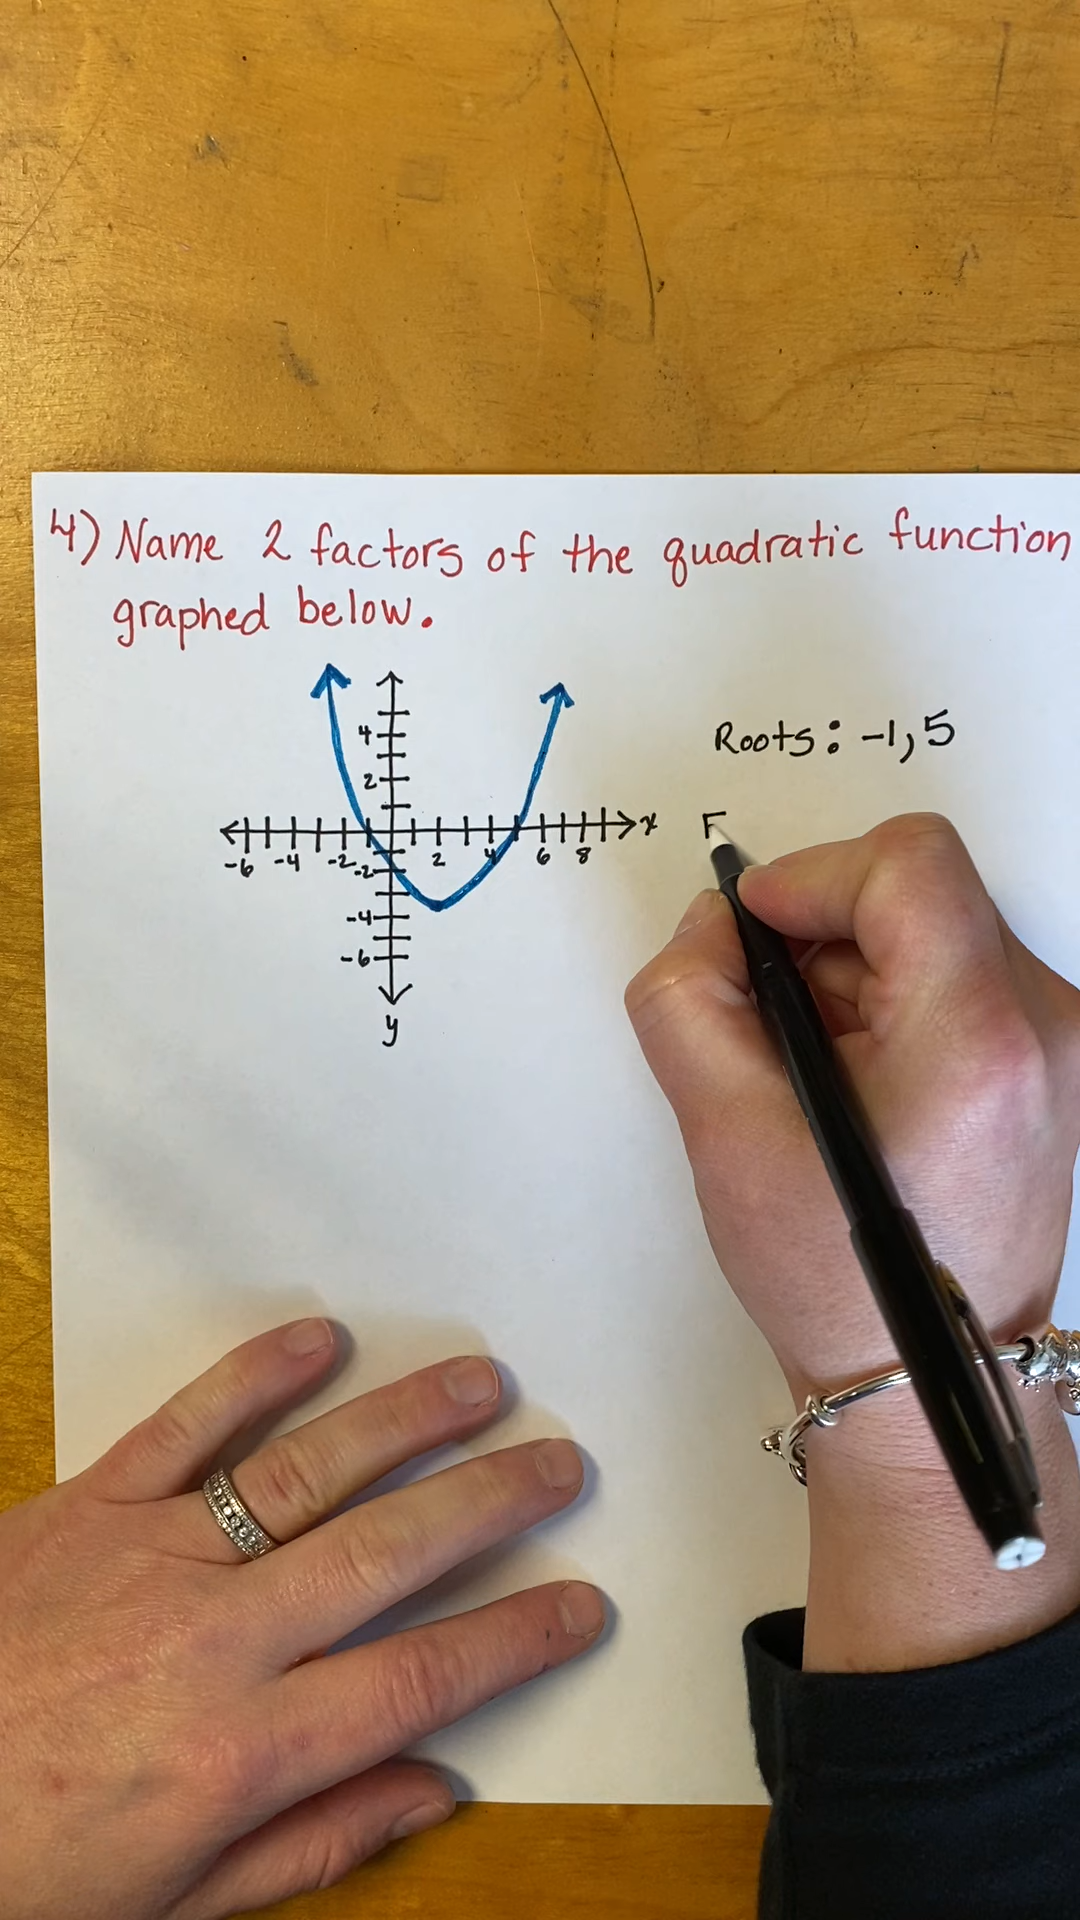 4) Name 2 factors of the quadratic function
graphed below.
Roots: -1, 5
4
2
-6 -4 -2 2 4 6 8 x
F
-2
-4
-6
y